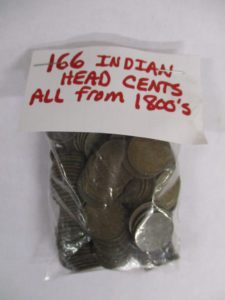 166 INDIAN
HEAD CENTS
ALL from 1800's